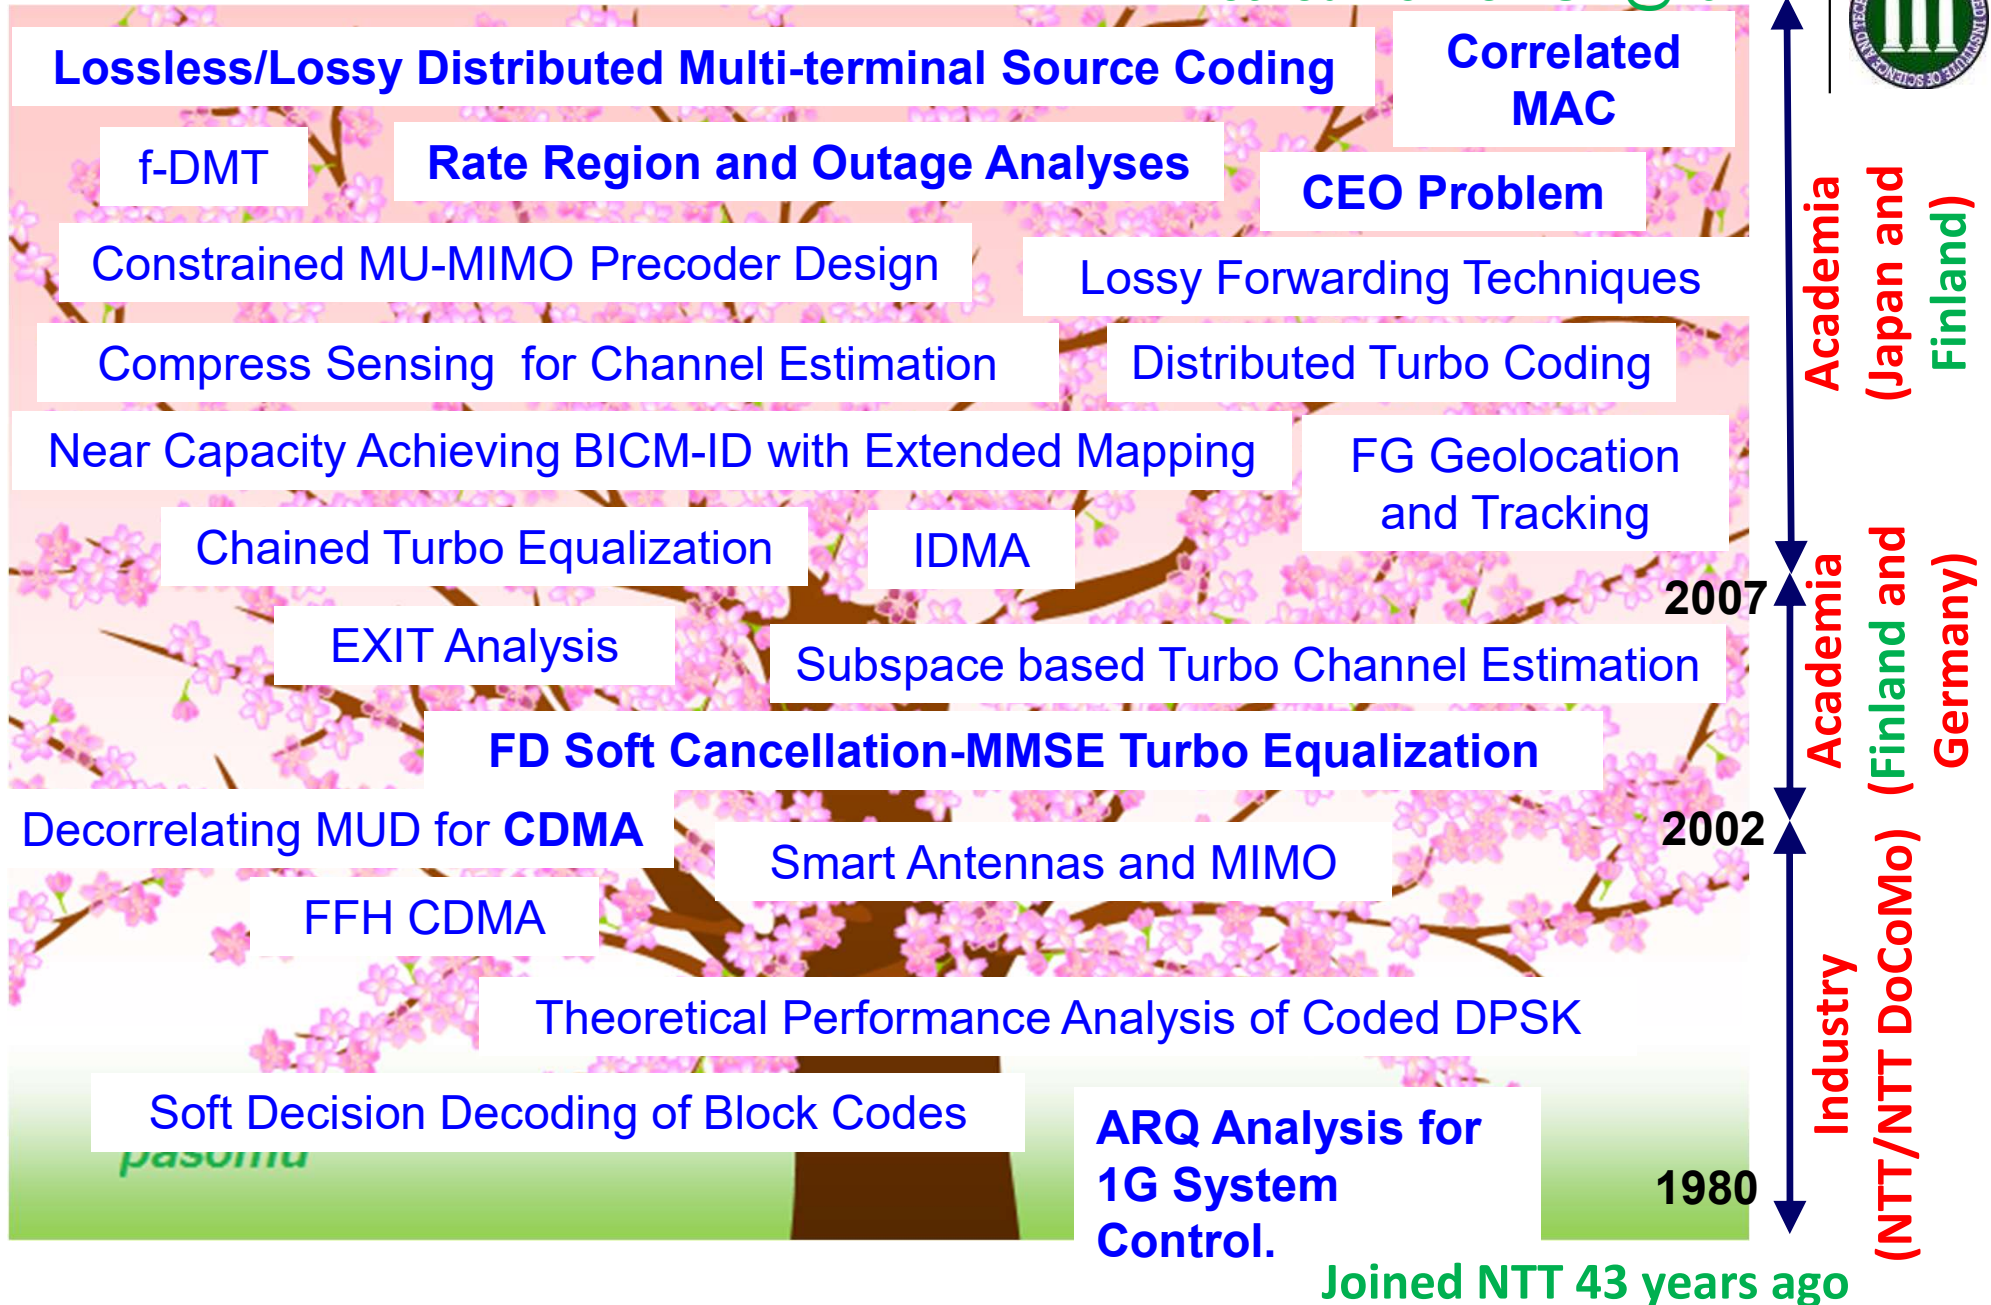 Lossless/Lossy Distributed Multi-terminal Source Coding
Correlated
MAC
f-DMT
Rate Region and Outage Analyses
CEO Problem
Constrained MU-MIMO Precoder Design
Lossy Forwarding Techniques
Compress Sensing for Channel Estimation
Distributed Turbo Coding
Near Capacity Achieving BICM-ID with Extended Mapping
FG Geolocation
and Tracking
Chained Turbo Equalization
IDMA
EXIT Analysis
Subspace based Turbo Channel Estimation
FD Soft Cancellation-MMSE Turbo Equalization
Decorrelating MUD for CDMA
Smart Antennas and MIMO
FFH CDMA
Theoretical Performance Analysis of Coded DPSK
Soft Decision Decoding of Block Codes
ARQ Analysis for
1G System
Control.
Academia
(Japan and
Finland)
2007
Academia
(Finland and
Germany)
2002
Industry
(NTT/NTT DoCoMo)
1980
Joined NTT 43 years ago
INSTITUTE OF SCIENCE AND